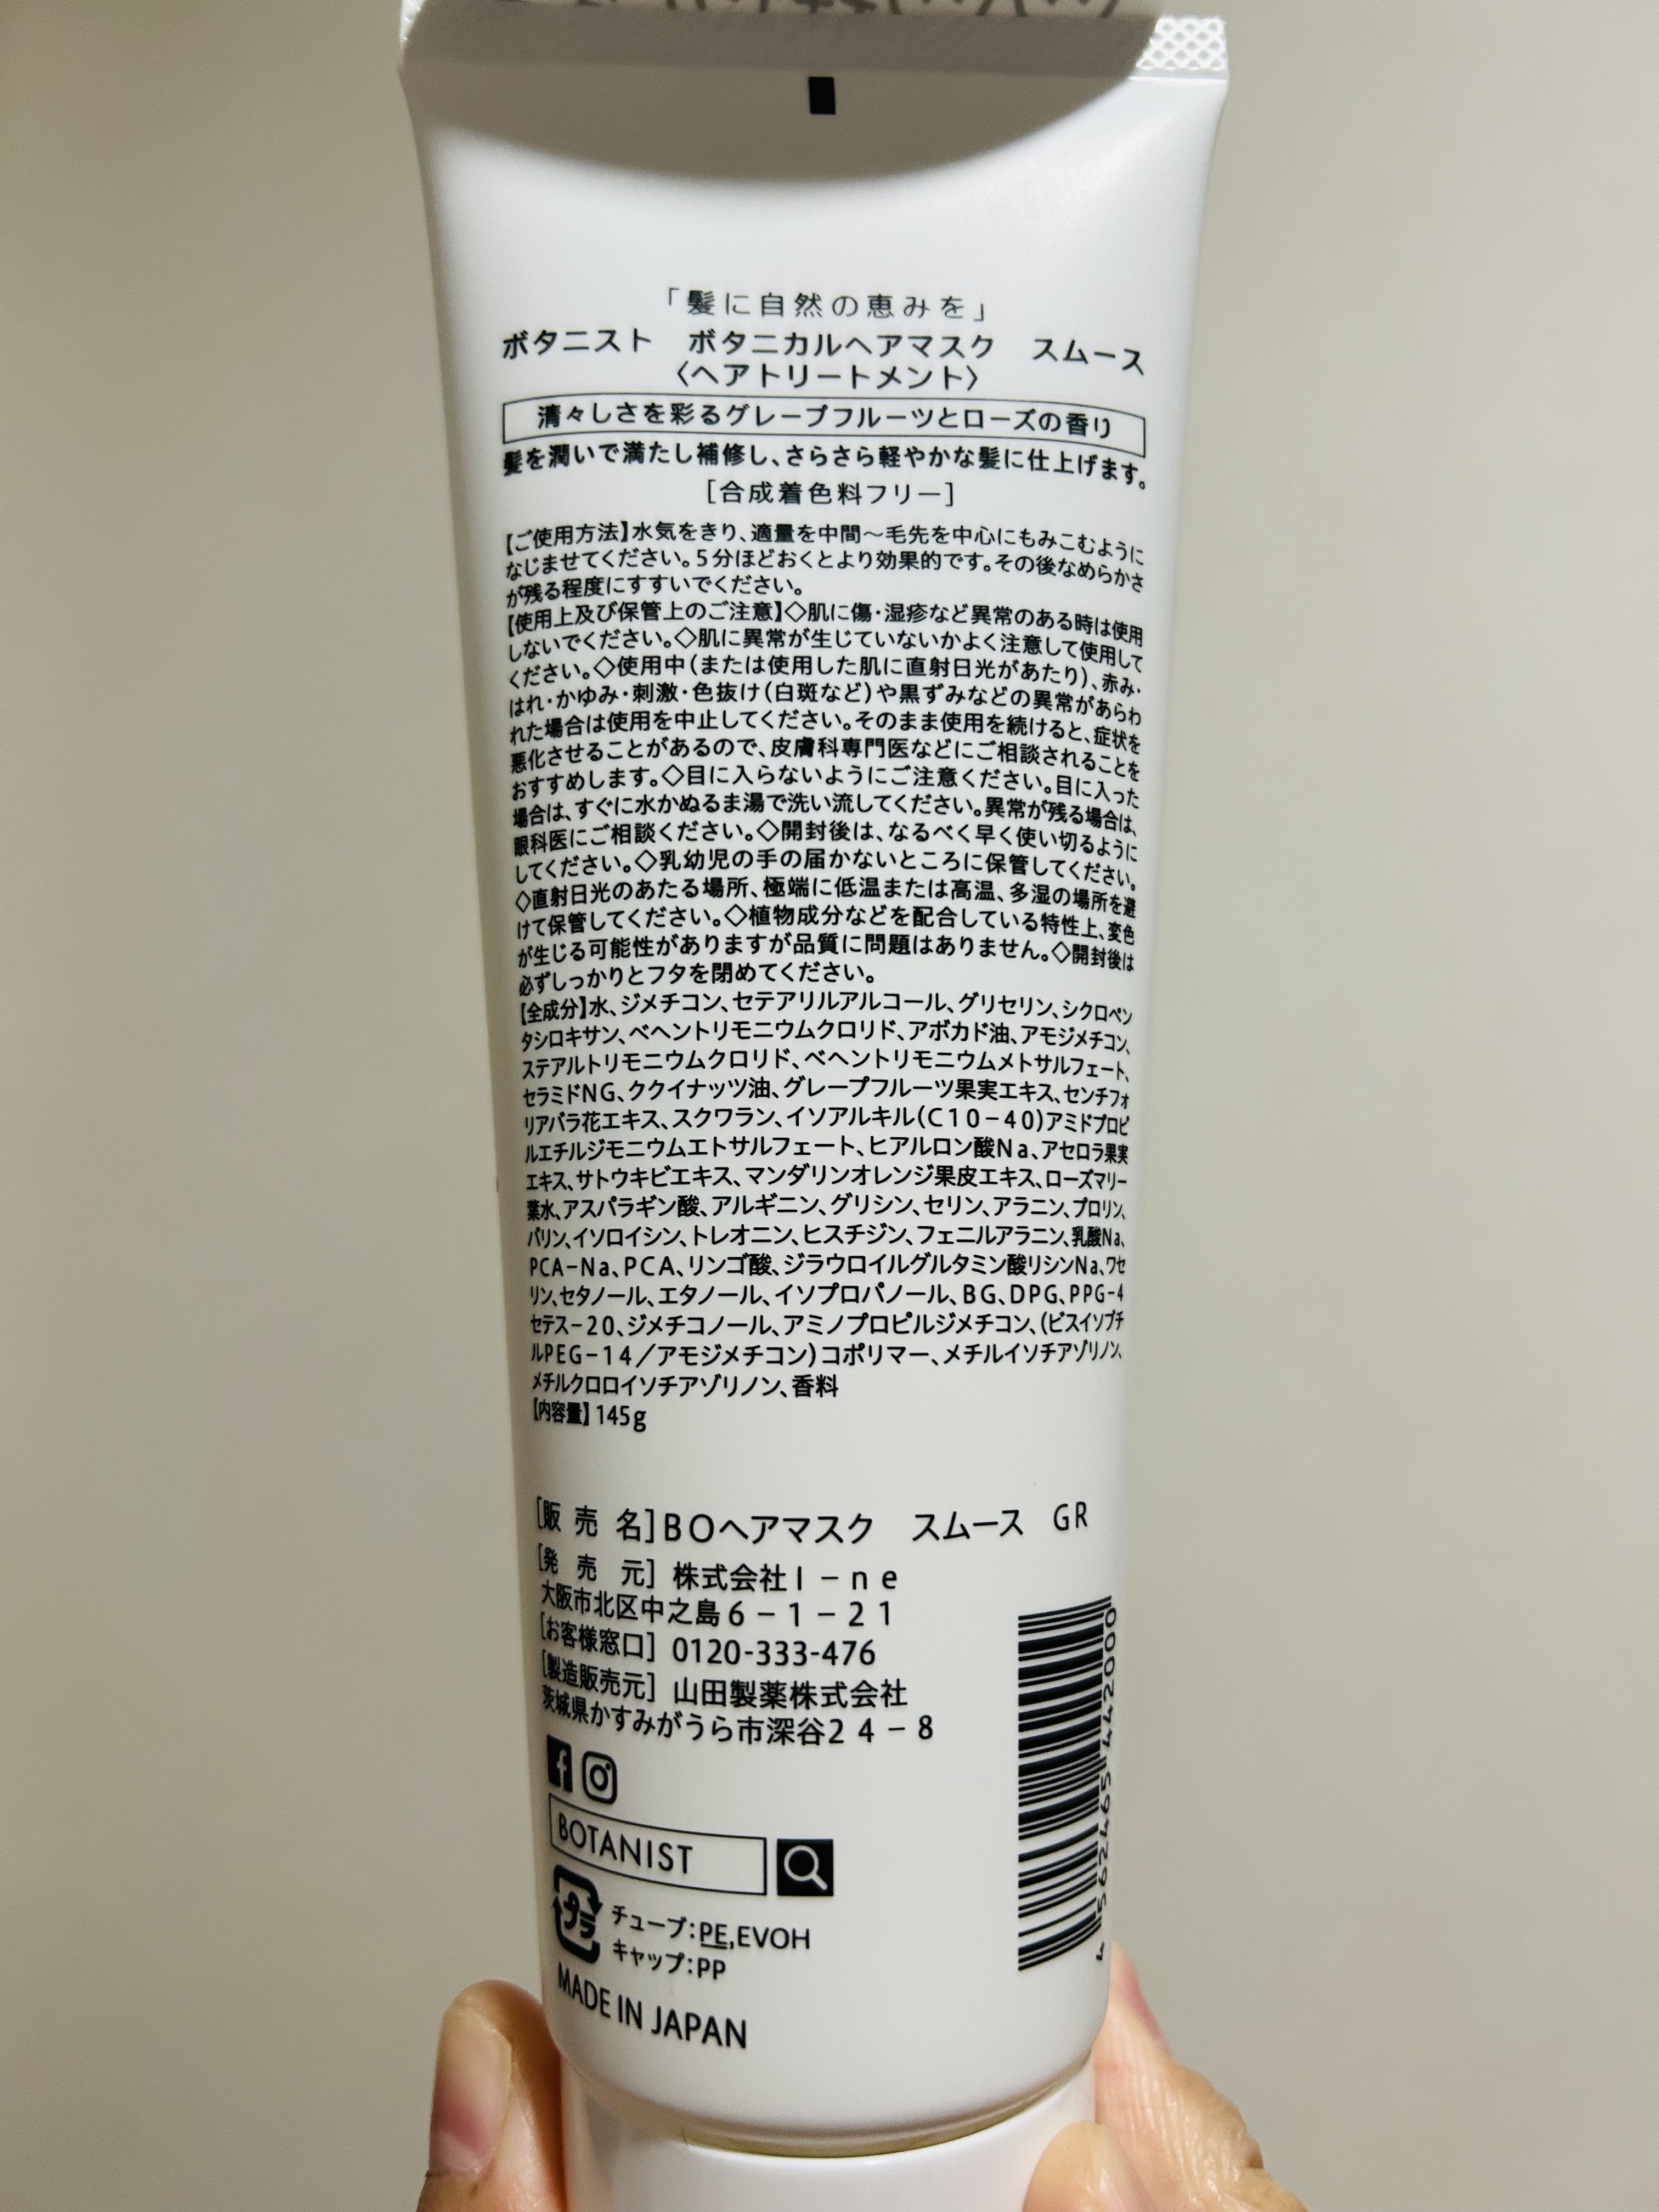 「髪に自然の恵みを」
ボタニスト　ボタニカルヘアマスク　スムース
〈ヘアトリートメント〉
清々しさを彩るグレープフルーツとローズの香り
髪を潤いで満たし補修し、さらさら軽やかな髪に仕上げます。
[合成着色料フリー]
【ご使用方法】水気をきり、適量を中間～毛先を中心にもみこむように
なじませてください。5分ほどおくとより効果的です。その後なめらかさ
が残る程度にすすいでください。
【使用上及び保管上のご注意】◇肌に傷・湿疹など異常のある時は使用
しないでください。◇肌に異常が生じていないかよく注意して使用して
ください。◇使用中（または使用した肌に直射日光があたり）、赤み・
はれ・かゆみ・刺激・色抜け（白斑など）や黒ずみなどの異常があらわ
れた場合は使用を中止してください。そのまま使用を続けると、症状を
悪化させることがあるので、皮膚科専門医などにご相談されることを
おすすめします。◇目に入らないようにご注意ください。目に入った
場合は、すぐに水かぬるま湯で洗い流してください。異常が残る場合は、
眼科医にご相談ください。◇開封後は、なるべく早く使い切るように
してください。◇乳幼児の手の届かないところに保管してください。
◇直射日光のあたる場所、極端に低温または高温、多湿の場所を避
けて保管してください。◇植物成分などを配合している特性上、変色
が生じる可能性がありますが品質に問題はありません。◇開封後は
必ずしっかりとフタを閉めてください。
【全成分】水、ジメチコン、セテアリルアルコール、グリセリン、シクロペン
タシロキサン、ベヘントリモニウムクロリド、アボカド油、アモジメチコン、
ステアルトリモニウムクロリド、ベヘントリモニウムメトサルフェート、
セラミドNG、ククイナッツ油、グレープフルーツ果実エキス、センチフォ
リアバラ花エキス、スクワラン、イソアルキル（C10－40）アミドプロピ
ルエチルジモニウムエトサルフェート、ヒアルロン酸Na、アセロラ果実
エキス、サトウキビエキス、マンダリンオレンジ果皮エキス、ローズマリー
葉水、アスパラギン酸、アルギニン、グリシン、セリン、アラニン、プロリン、
バリン、イソロイシン、トレオニン、ヒスチジン、フェニルアラニン、乳酸Na、
PCA－Na、PCA、リンゴ酸、ジラウロイルグルタミン酸リシンNa、ワセ
リン、セタノール、エタノール、イソプロパノール、BG、DPG、PPG－4
セテス－20、ジメチコノール、アミノプロピルジメチコン、（ビスイソブチ
ルPEG－14／アモジメチコン）コポリマー、メチルイソチアゾリノン、
メチルクロロイソチアゾリノン、香料
【内容量】145g
[販売名]BOヘアマスク　スムース　GR
[発売元]株式会社I－ne
大阪市北区中之島6－1－21
[お客様窓口]0120-333-476
[製造販売元]山田製薬株式会社
茨城県かすみがうら市深谷24－8
BOTANIST
プラ
チューブ：PE,EVOH
キャップ：PP
MADE IN JAPAN
4 562465 442000